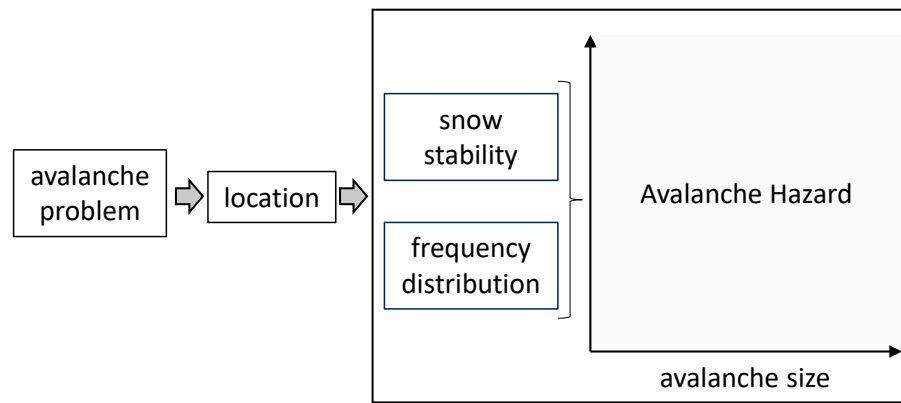 avalanche
problem
location
snow
stability
frequency
distribution
Avalanche Hazard
avalanche size